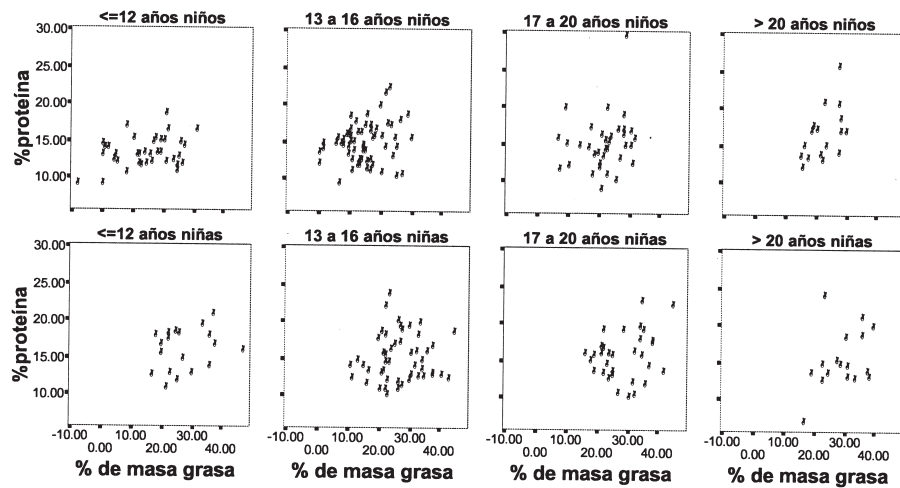 <=12 años niños
13 a 16 años niños
17 a 20 años niños
> 20 años niños
30.00
25.00
20.00
15.00
10.00
%proteína
<=12 años niñas
13 a 16 años niñas
17 a 20 años niñas
> 20 años niñas
30.00
25.00
20.00
15.00
10.00
%proteína
-10.00 10.00 30.00
0.00 20.00 40.00
-10.00 10.00 30.00
0.00 20.00 40.00
-10.00 10.00 30.00
0.00 20.00 40.00
-10.00 10.00 30.00
0.00 20.00 40.00
% de masa grasa
% de masa grasa
% de masa grasa
% de masa grasa